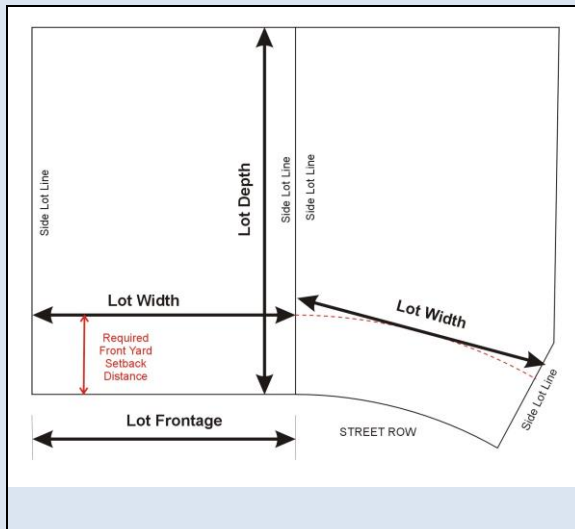 Side Lot Line
Lot Depth
Side Lot Line
Side Lot Line
Lot Width
Lot Width
Required
Front Yard
Setback
Distance
Side Lot Line
Lot Frontage
STREET ROW